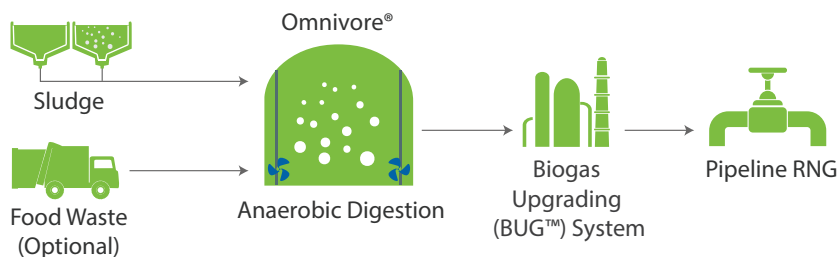 Omnivore®
Sludge
Food Waste
(Optional)
Anaerobic Digestion
Biogas
Upgrading
(BUG™) System
Pipeline RNG